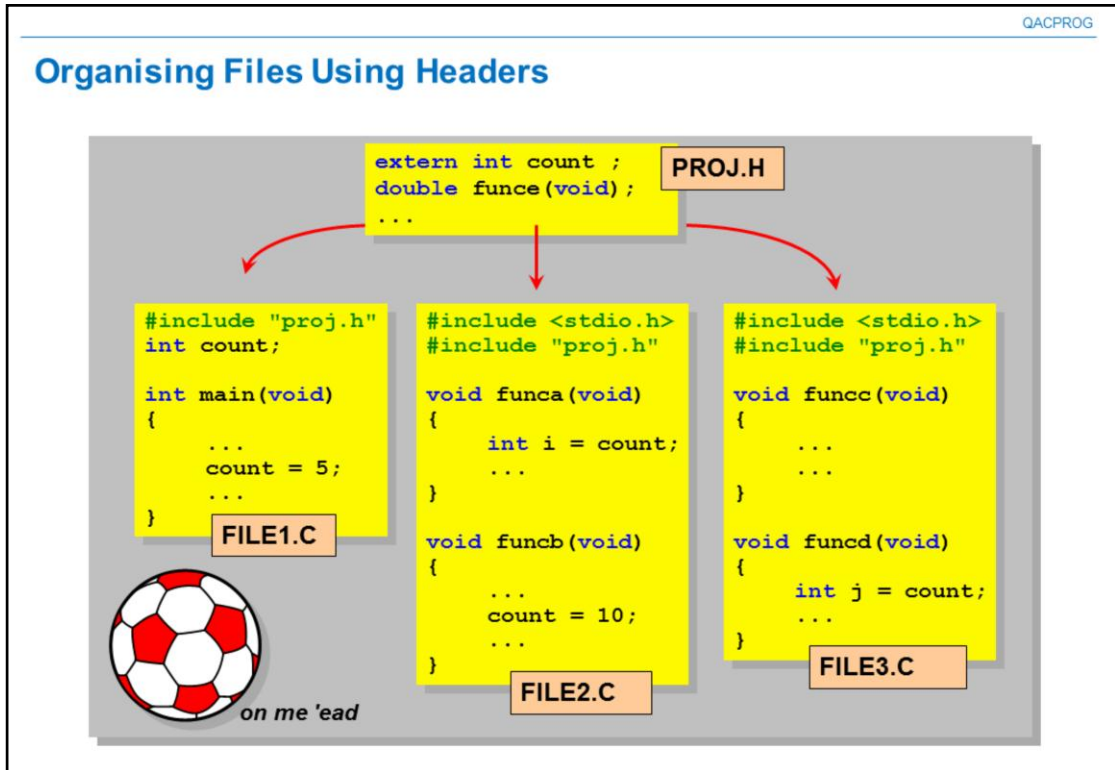 QACPROG
Organising Files Using Headers
extern int count ;
double funce(void);
...
PROJ.H
#include "proj.h"
int count;
int main(void)
{
...
count = 5;
...
}
FILE1.C
#include <stdio.h>
#include "proj.h"
void funca(void)
{
int i = count;
...
}
void funcb(void)
{
...
count = 10;
...
}
FILE2.C
#include <stdio.h>
#include "proj.h"
void funcc(void)
{
...
...
}
void funcd(void)
{
int j = count;
...
}
FILE3.C
on me 'ead